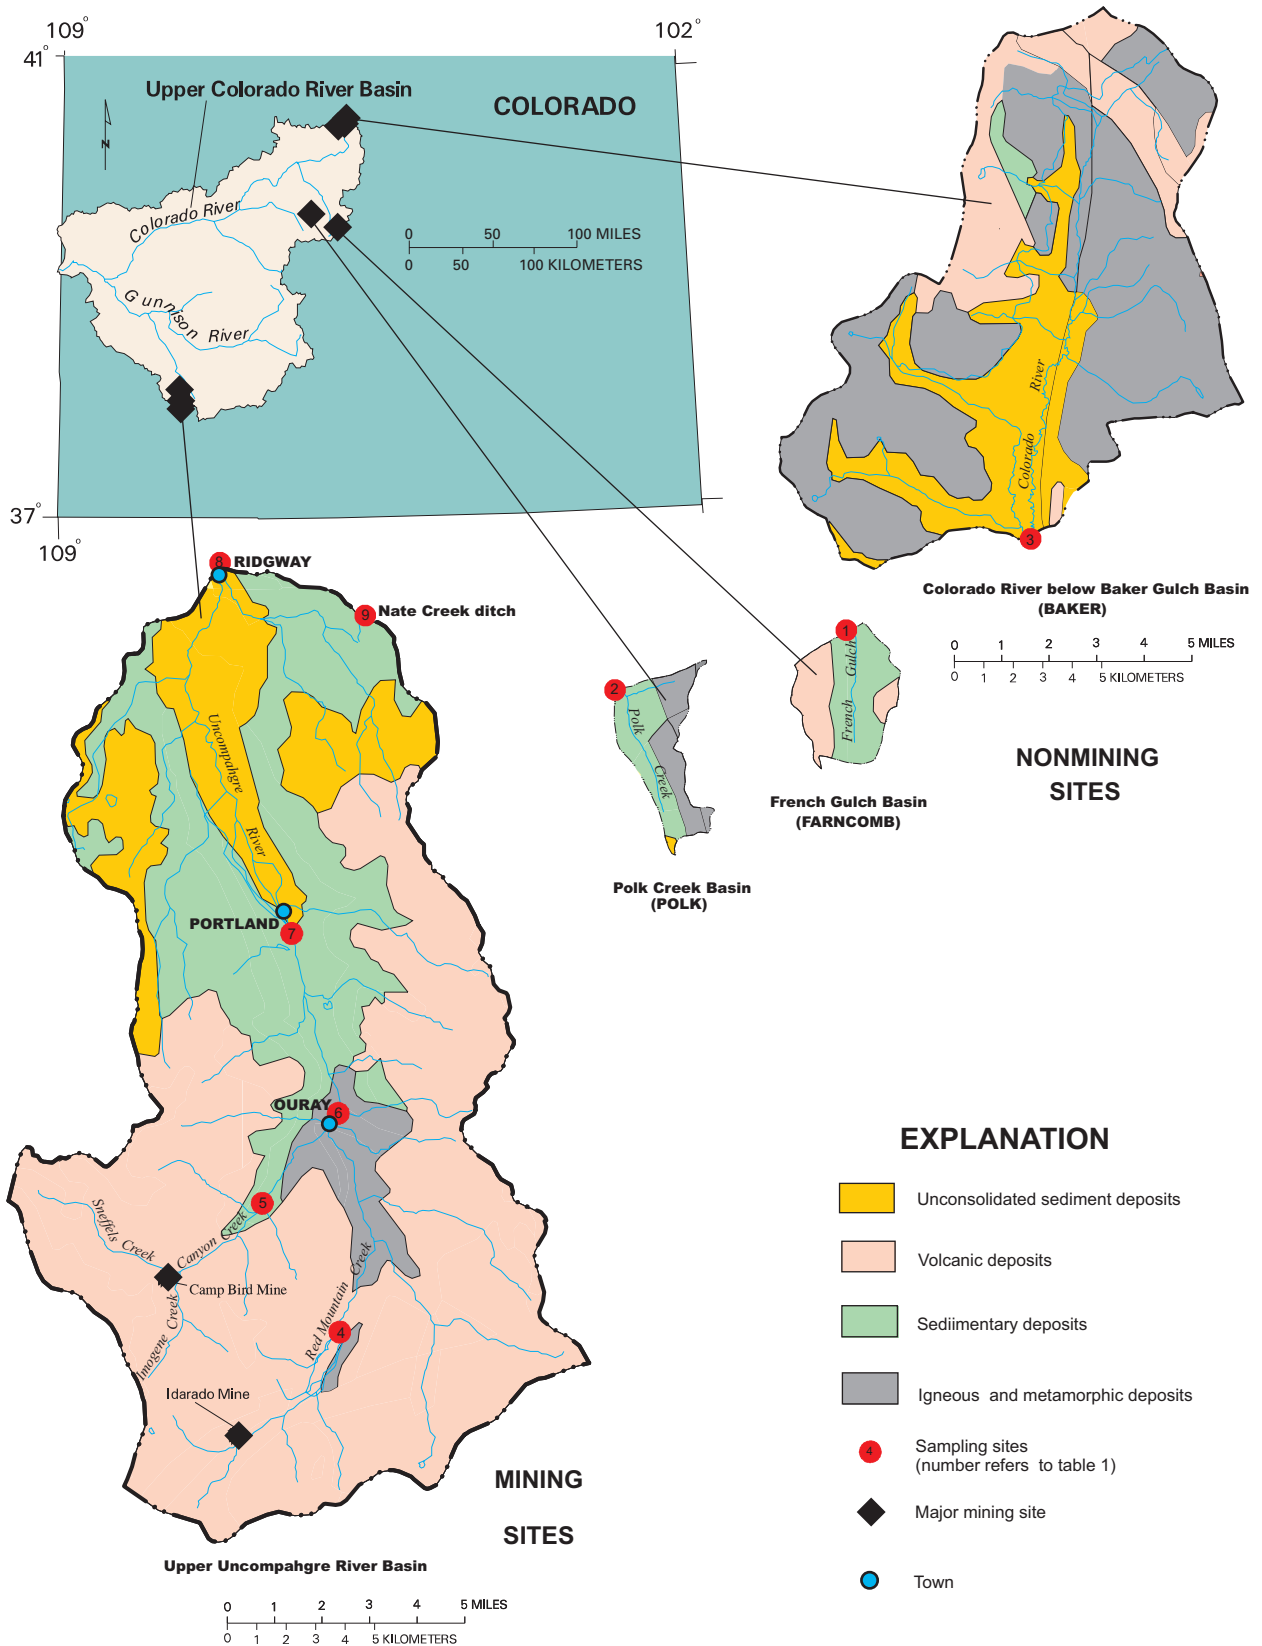 109°
102°
41°
Upper Colorado River Basin
COLORADO
N
Colorado River
0 50 100 MILES
0 50 100 KILOMETERS
Gunnison River
37°
109°
Colorado River
3
Colorado River below Baker Gulch Basin
(BAKER)
0 1 2 3 4 5 MILES
0 1 2 3 4 5 KILOMETERS
8 RIDGWAY
9 Nate Creek ditch
1
French Gulch
French Gulch Basin
(FARNCOMB)
2
Polk Creek
Polk Creek Basin
(POLK)
NONMINING
SITES
Uncompahgre River
PORTLAND
7
OURAY
6
5
Sneffels Creek
Canyon Creek
Camp Bird Mine
Imogene Creek
Red Mountain Creek
4
Idarado Mine
MINING
SITES
Upper Uncompahgre River Basin
0 1 2 3 4 5 MILES
0 1 2 3 4 5 KILOMETERS
EXPLANATION
Unconsolidated sediment deposits
Volcanic deposits
Sediimentary deposits
Igneous and metamorphic deposits
4
Sampling sites
(number refers to table 1)
Major mining site
Town